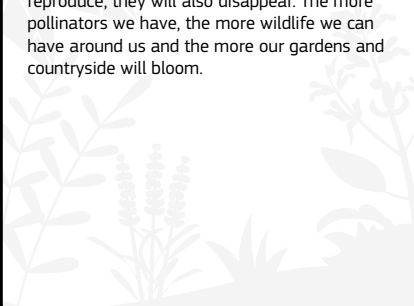 reproduce, they will also disappear. The more
pollinators we have, the more wildlife we can
have around us and the more our gardens and
countryside will bloom.